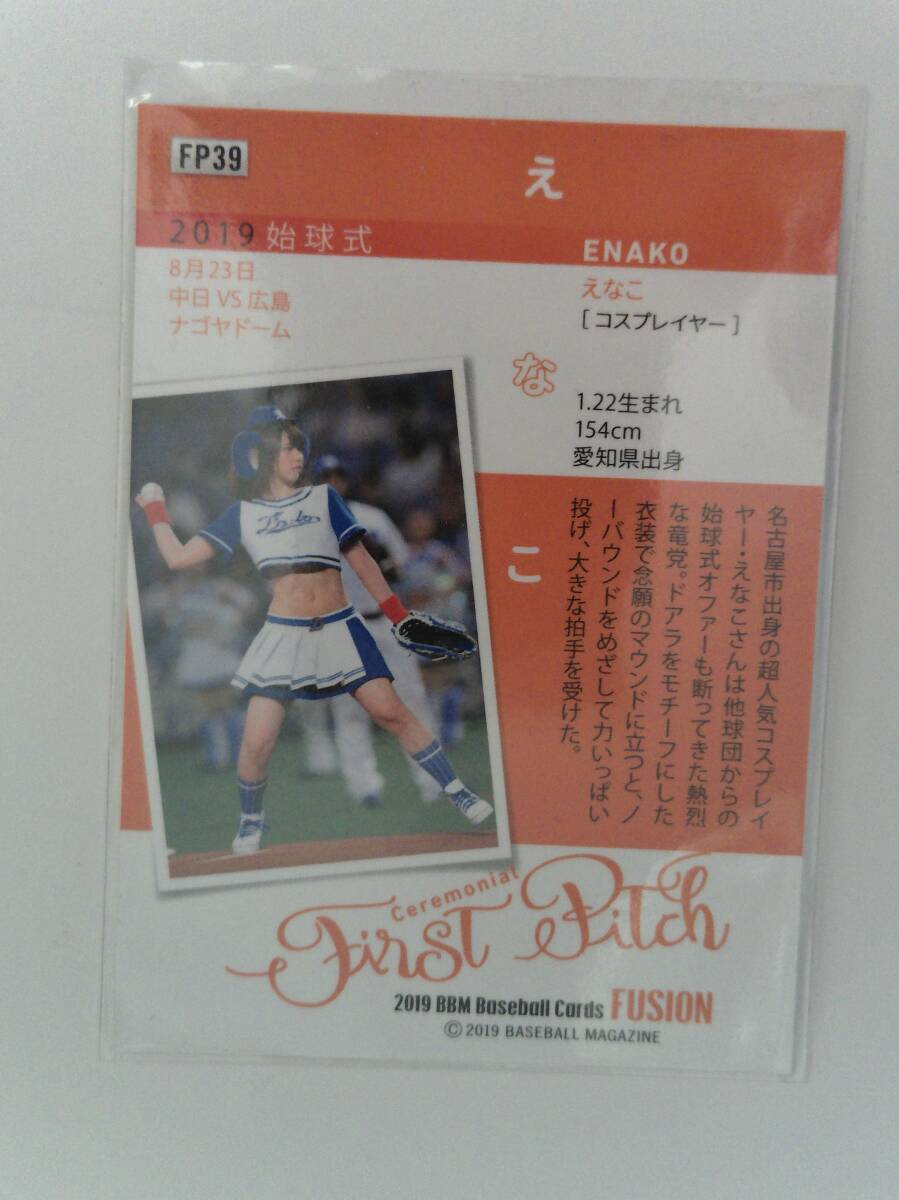 FP39
え
な
こ
2019 始球式
8月23日
中日 VS 広島
ナゴヤドーム
ENAKO
えなこ
[ コスプレイヤー ]
1.22生まれ
154cm
愛知県出身
名古屋市出身の超人気コスプレイ
ヤー・えなこさんは他球団からの
始球式オファーも断ってきた熱烈
な竜党。ドアラをモチーフにした
衣装で念願のマウンドに立つと、ノ
ーバウンドをめざして力いっぱい
投げ、大きな拍手を受けた。
Ceremonial
First Pitch
2019 BBM Baseball Cards FUSION
© 2019 BASEBALL MAGAZINE